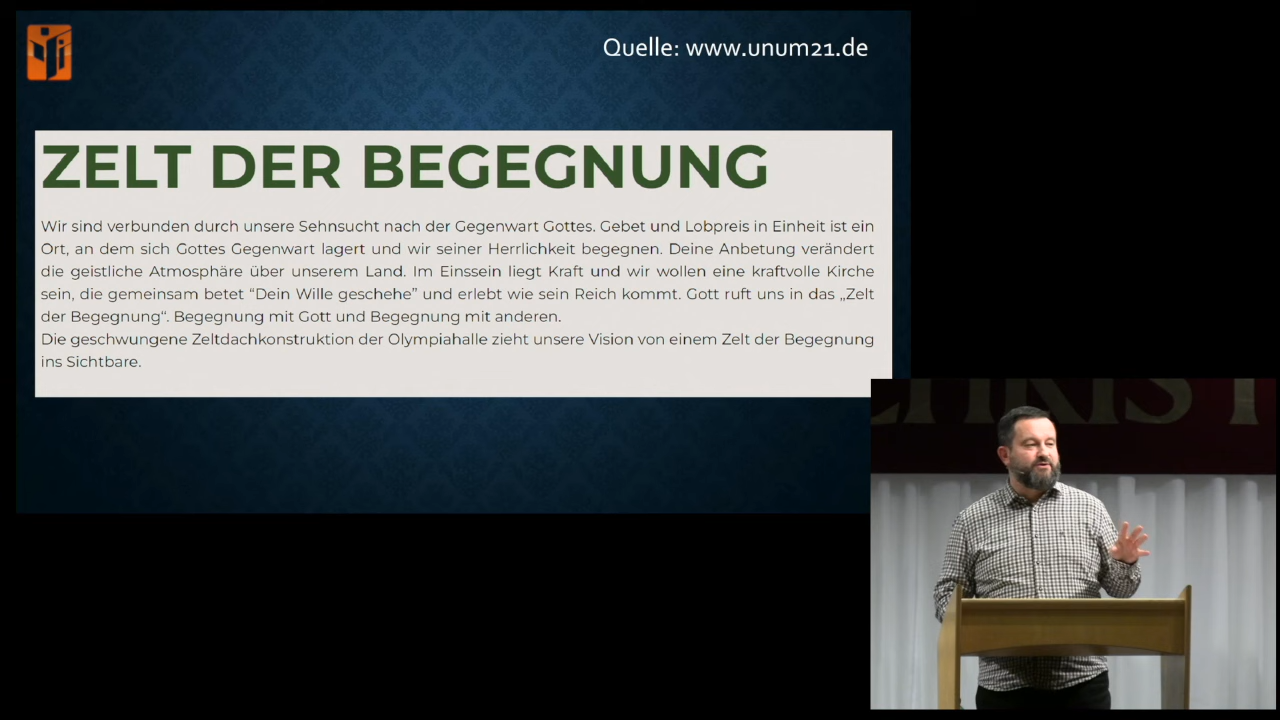 Quelle: www.unum21.de
ZELT DER BEGEGNUNG
Wir sind verbunden durch unsere Sehnsucht nach der Gegenwart Gottes. Gebet und Lobpreis in Einheit ist ein
Ort, an dem sich Gottes Gegenwart lagert und wir seiner Herrlichkeit begegnen. Deine Anbetung verändert
die geistliche Atmosphäre über unserem Land. Im Einssein liegt Kraft und wir wollen eine kraftvolle Kirche
sein, die gemeinsam betet “Dein Wille geschehe” und erlebt wie sein Reich kommt. Gott ruft uns in das „Zelt
der Begegnung“. Begegnung mit Gott und Begegnung mit anderen.
Die geschwungene Zeltdachkonstruktion der Olympiahalle zieht unsere Vision von einem Zelt der Begegnung
ins Sichtbare.